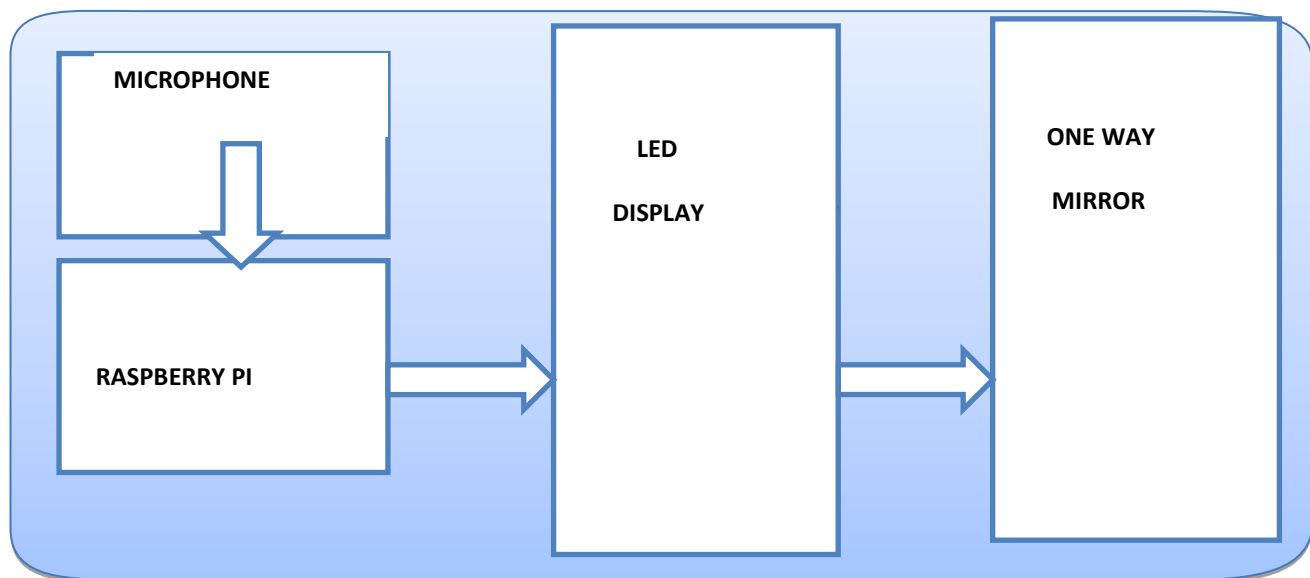 MICROPHONE
RASPBERRY PI
LED
DISPLAY
ONE WAY
MIRROR